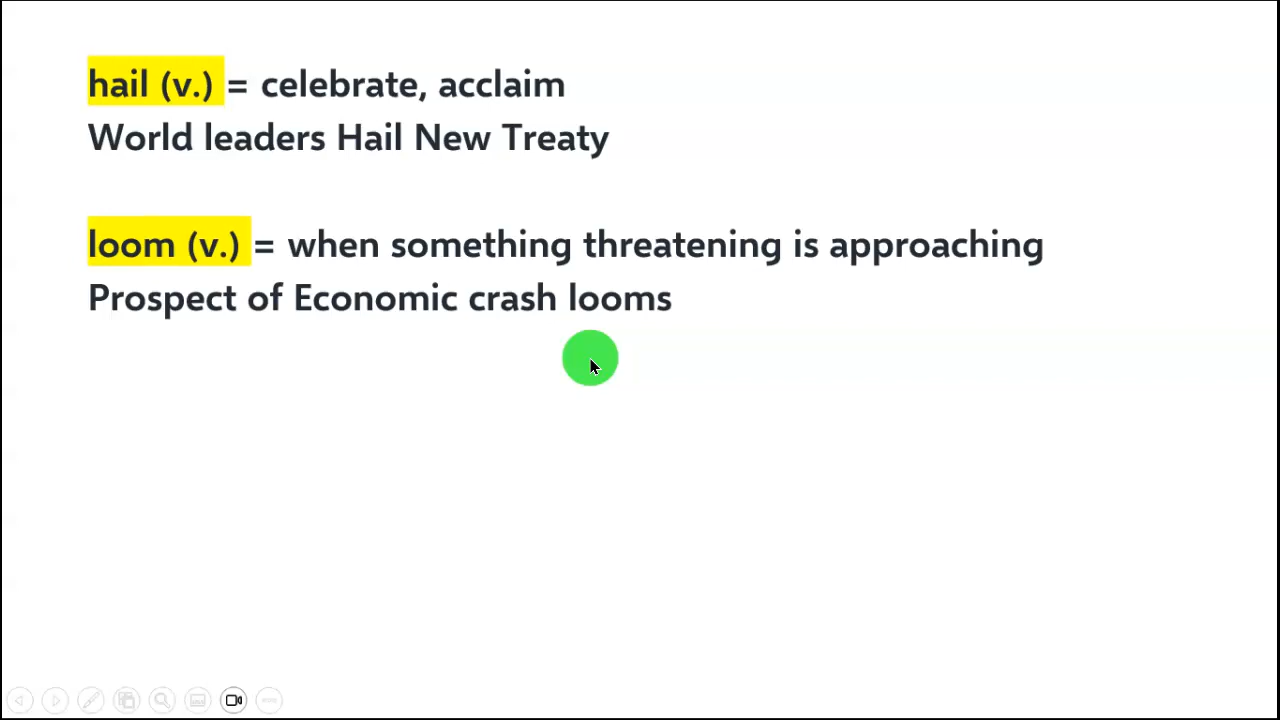 hail (v.) = celebrate, acclaim
World leaders Hail New Treaty
loom (v.) = when something threatening is approaching
Prospect of Economic crash looms